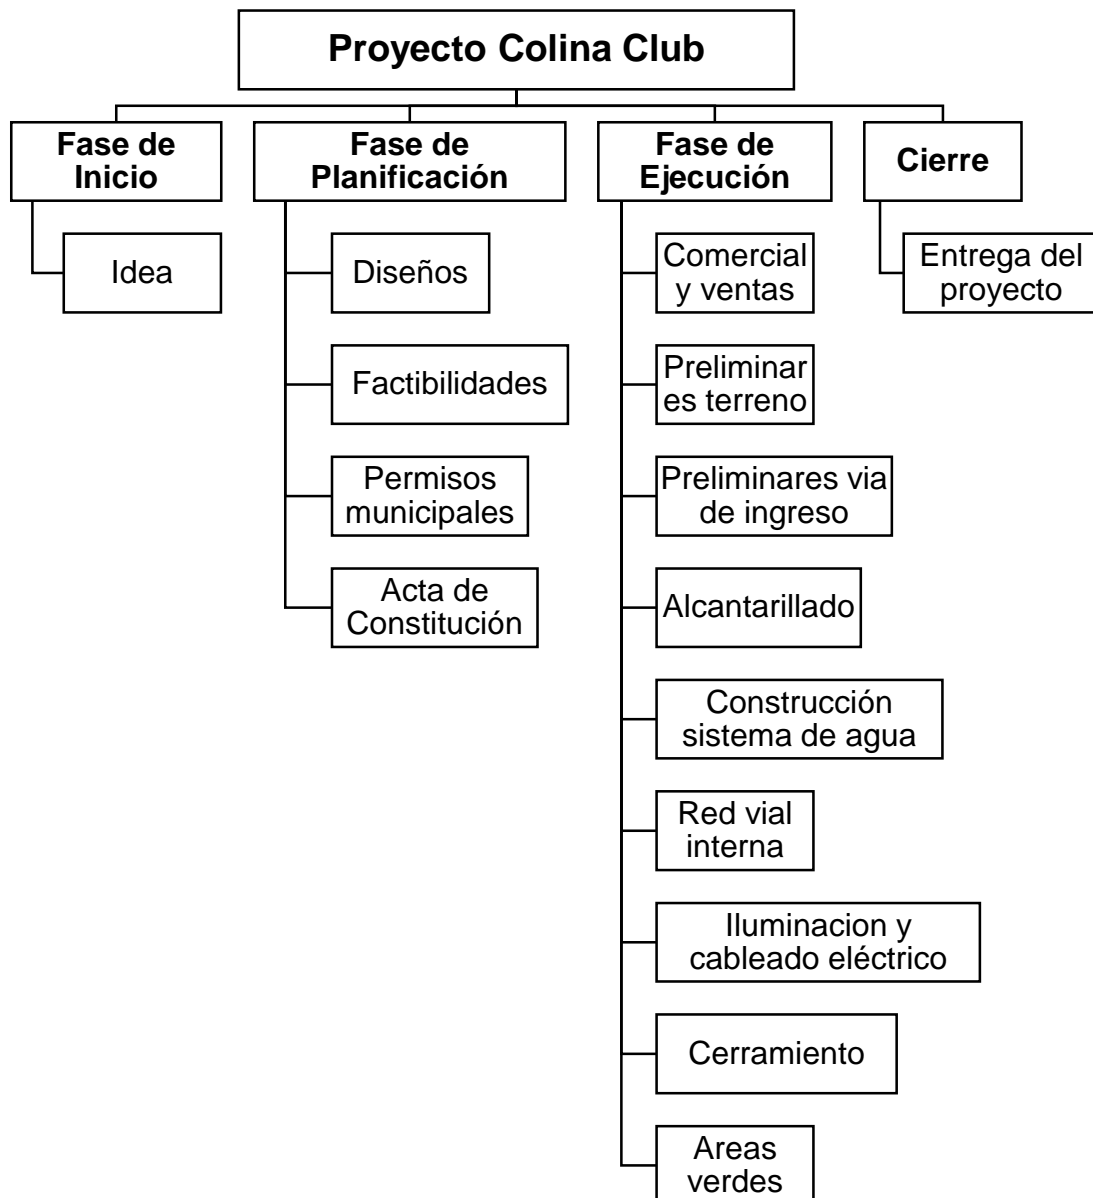 Proyecto Colina Club
Fase de
Inicio
Idea
Fase de
Planificación
Diseños
Factibilidades
Permisos
municipales
Acta de
Constitución
Fase de
Ejecución
Comercial
y ventas
Preliminar
es terreno
Preliminares via
de ingreso
Alcantarillado
Construcción
sistema de agua
Red vial
interna
Iluminacion y
cableado eléctrico
Cerramiento
Areas
verdes
Cierre
Entrega del
proyecto